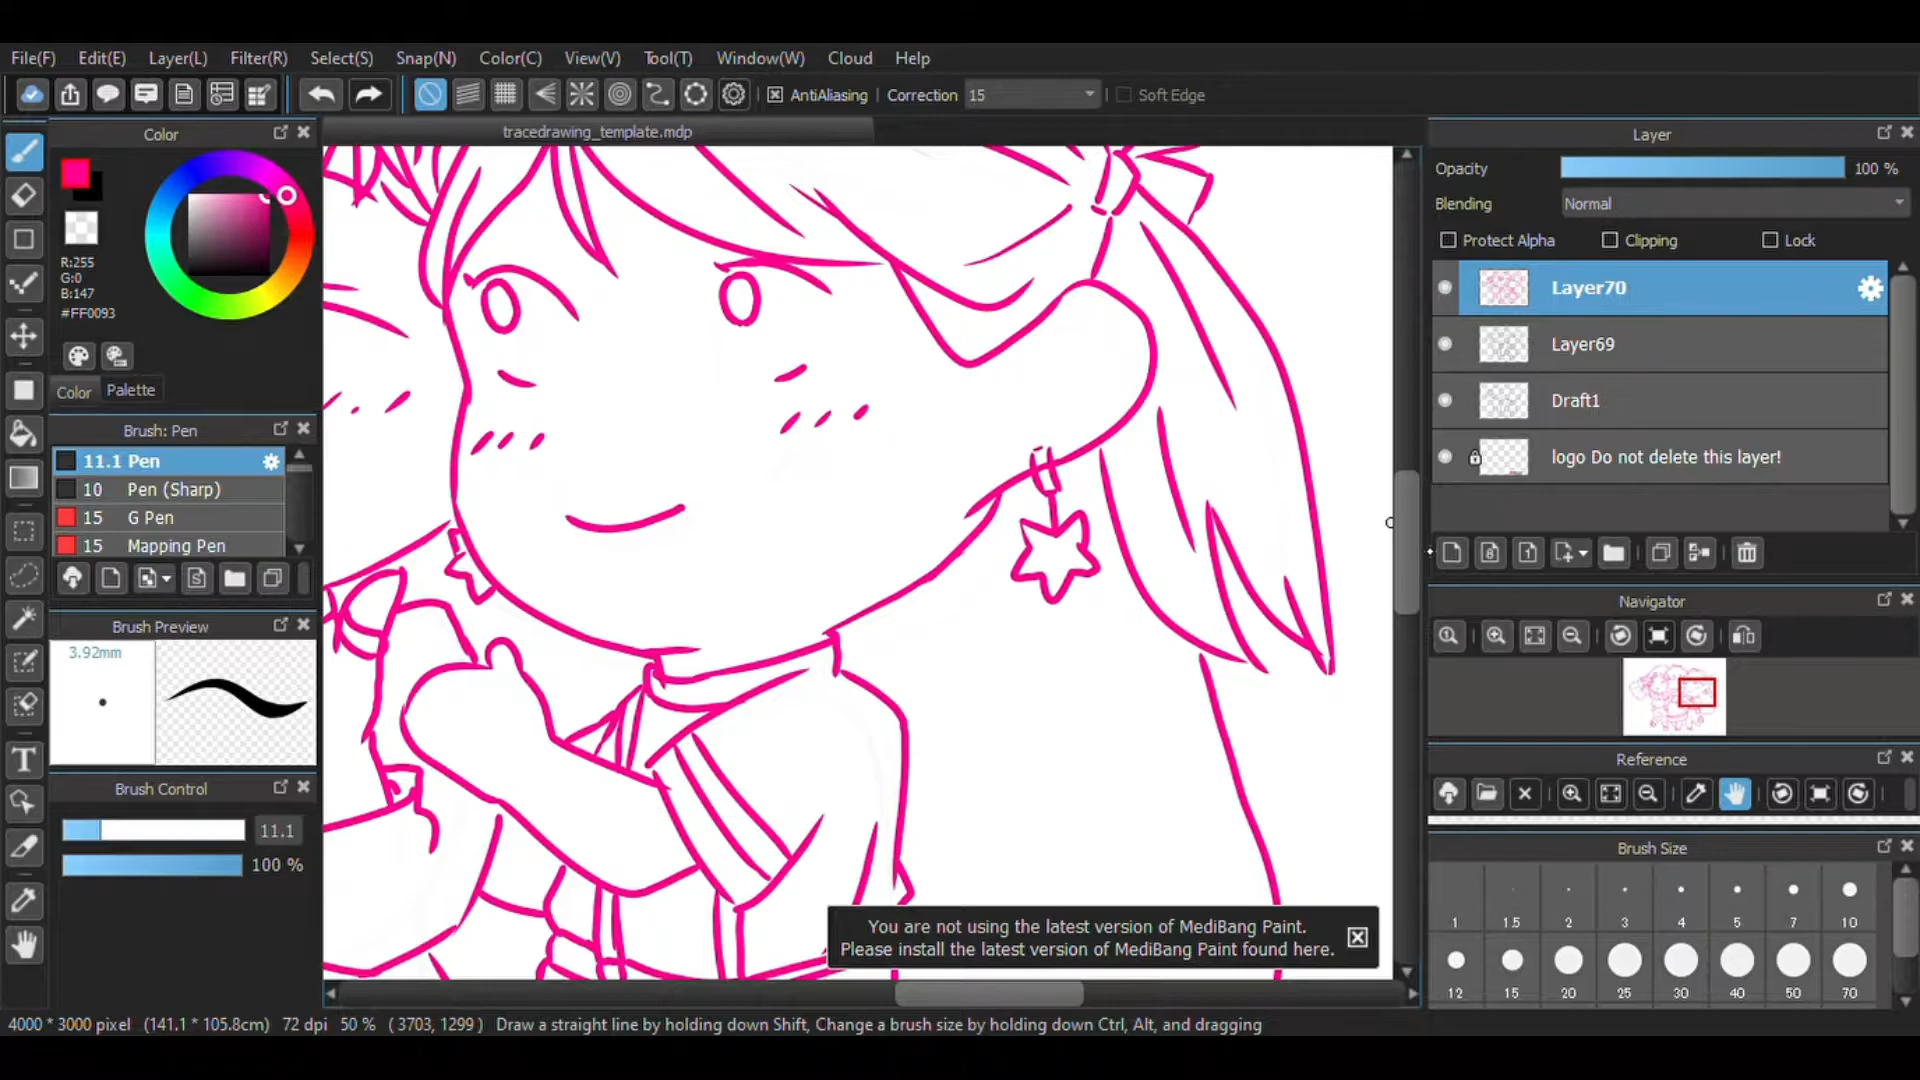 File(F) Edit(E) Layer(L) Filter(R) Select(S) Snap(N) Color(C) View(V) Tool(T) Window(W) Cloud Help
AntiAliasing Correction 15 Soft Edge
Color
tracedrawing_template.mdp
R:255
G:0
B:147
#FF0093
Color Palette
Brush: Pen
11.1 Pen
10 Pen (Sharp)
15 G Pen
15 Mapping Pen
Brush Preview
3.92mm
Brush Control
11.1
100 %
You are not using the latest version of MediBang Paint.
Please install the latest version of MediBang Paint found here.
Layer
Opacity 100 %
Blending Normal
Protect Alpha Clipping Lock
Layer70
Layer69
Draft1
logo Do not delete this layer!
Navigator
Reference
Brush Size
1 1.5 2 3 4 5 7 10
12 15 20 25 30 40 50 70
4000 * 3000 pixel (141.1 * 105.8cm) 72 dpi 50 % ( 3703, 1299 ) Draw a straight line by holding down Shift, Change a brush size by holding down Ctrl, Alt, and dragging